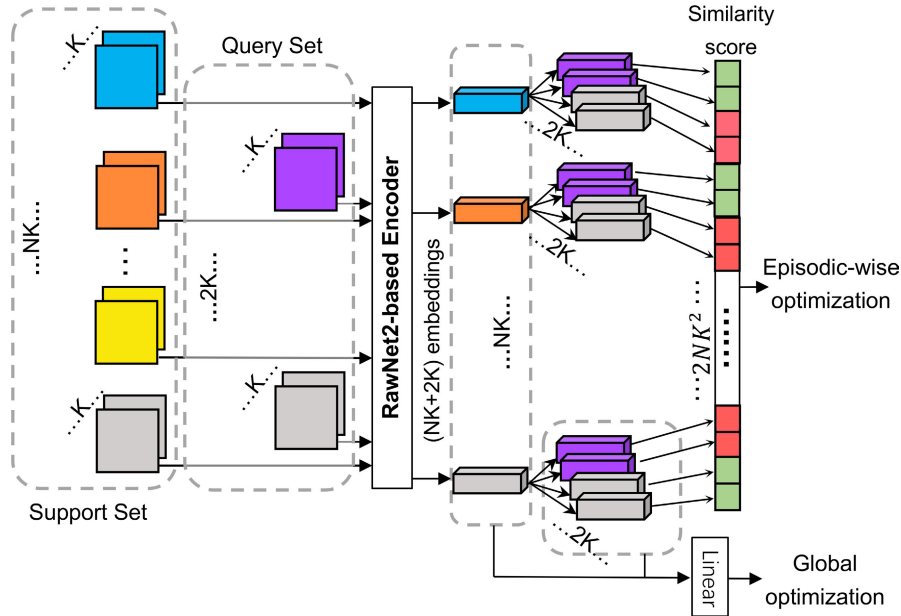 Similarity
score
Query Set
...K...
...K...
...NK...
...2K...
...K...
...K...
Support Set
RawNet2-based Encoder
(NK+2K) embeddings
...2K...
...2K...
...NK...
...2K...
...2NK²...
Episodic-wise
optimization
Linear
Global
optimization